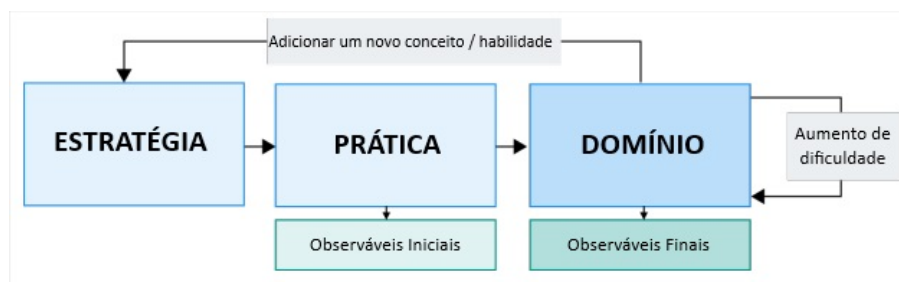 Adicionar um novo conceito / habilidade
ESTRATÉGIA
PRÁTICA
DOMÍNIO
Aumento de
dificuldade
Observáveis Iniciais
Observáveis Finais